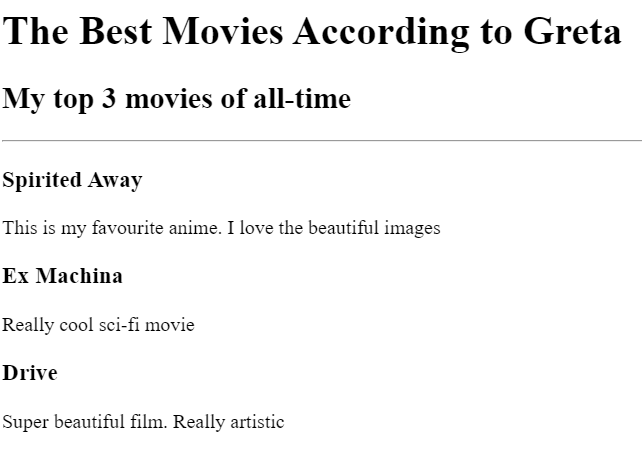 The Best Movies According to Greta
My top 3 movies of all-time
Spirited Away
This is my favourite anime. I love the beautiful images
Ex Machina
Really cool sci-fi movie
Drive
Super beautiful film. Really artistic